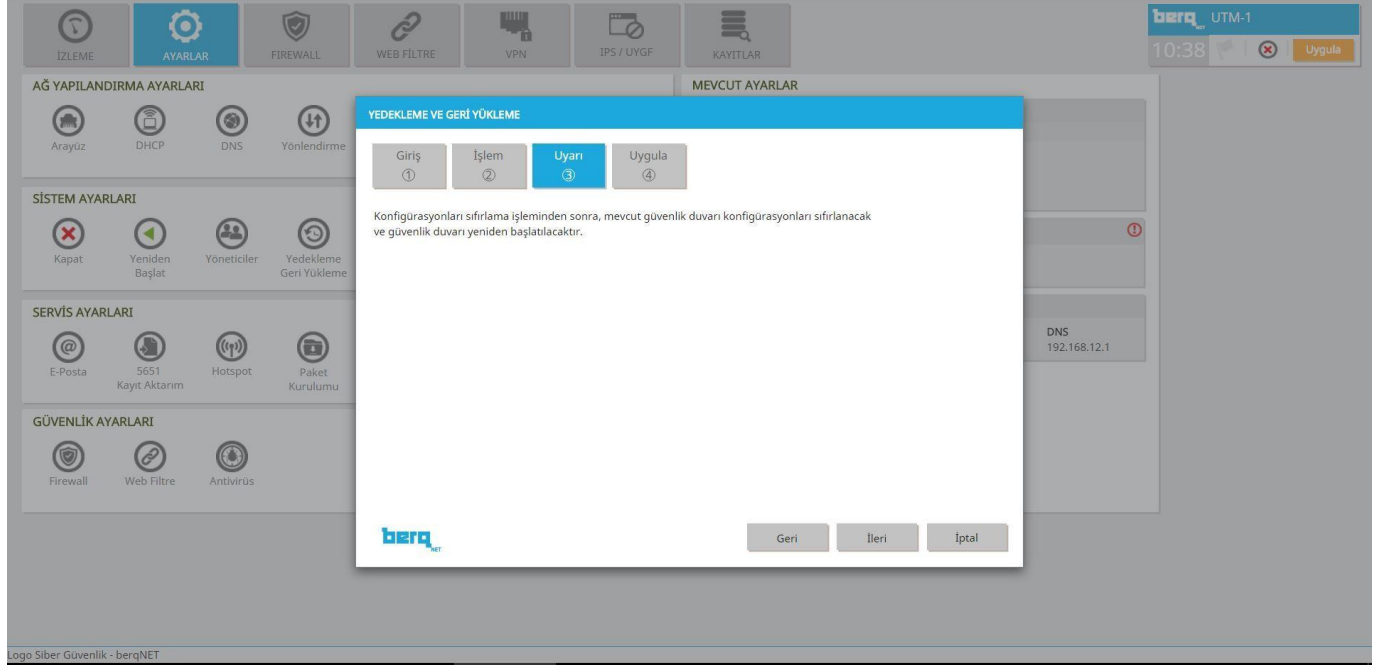 İZLEME
AYARLAR
FIREWALL
WEB FİLTRE
VPN
IPS / UYGF
KAYITLAR
berq_ UTM-1
10:38
Uygula
AĞ YAPILANDIRMA AYARLARI
Arayüz
DHCP
DNS
Yönlendirme
SİSTEM AYARLARI
Kapat
Yeniden
Başlat
Yöneticiler
Yedekleme
Geri Yükleme
SERVİS AYARLARI
E-Posta
5651
Kayıt Aktarım
Hotspot
Paket
Kurulumu
GÜVENLİK AYARLARI
Firewall
Web Filtre
Antivirüs
MEVCUT AYARLAR
DNS
192.168.12.1
YEDEKLEME VE GERİ YÜKLEME
Giriş
①
İşlem
②
Uyarı
③
Uygula
④
Konfigürasyonları sıfırlama işleminden sonra, mevcut güvenlik duvarı konfigürasyonları sıfırlanacak
ve güvenlik duvarı yeniden başlatılacaktır.
berq NET
Geri
İleri
İptal
Logo Siber Güvenlik - berqNET